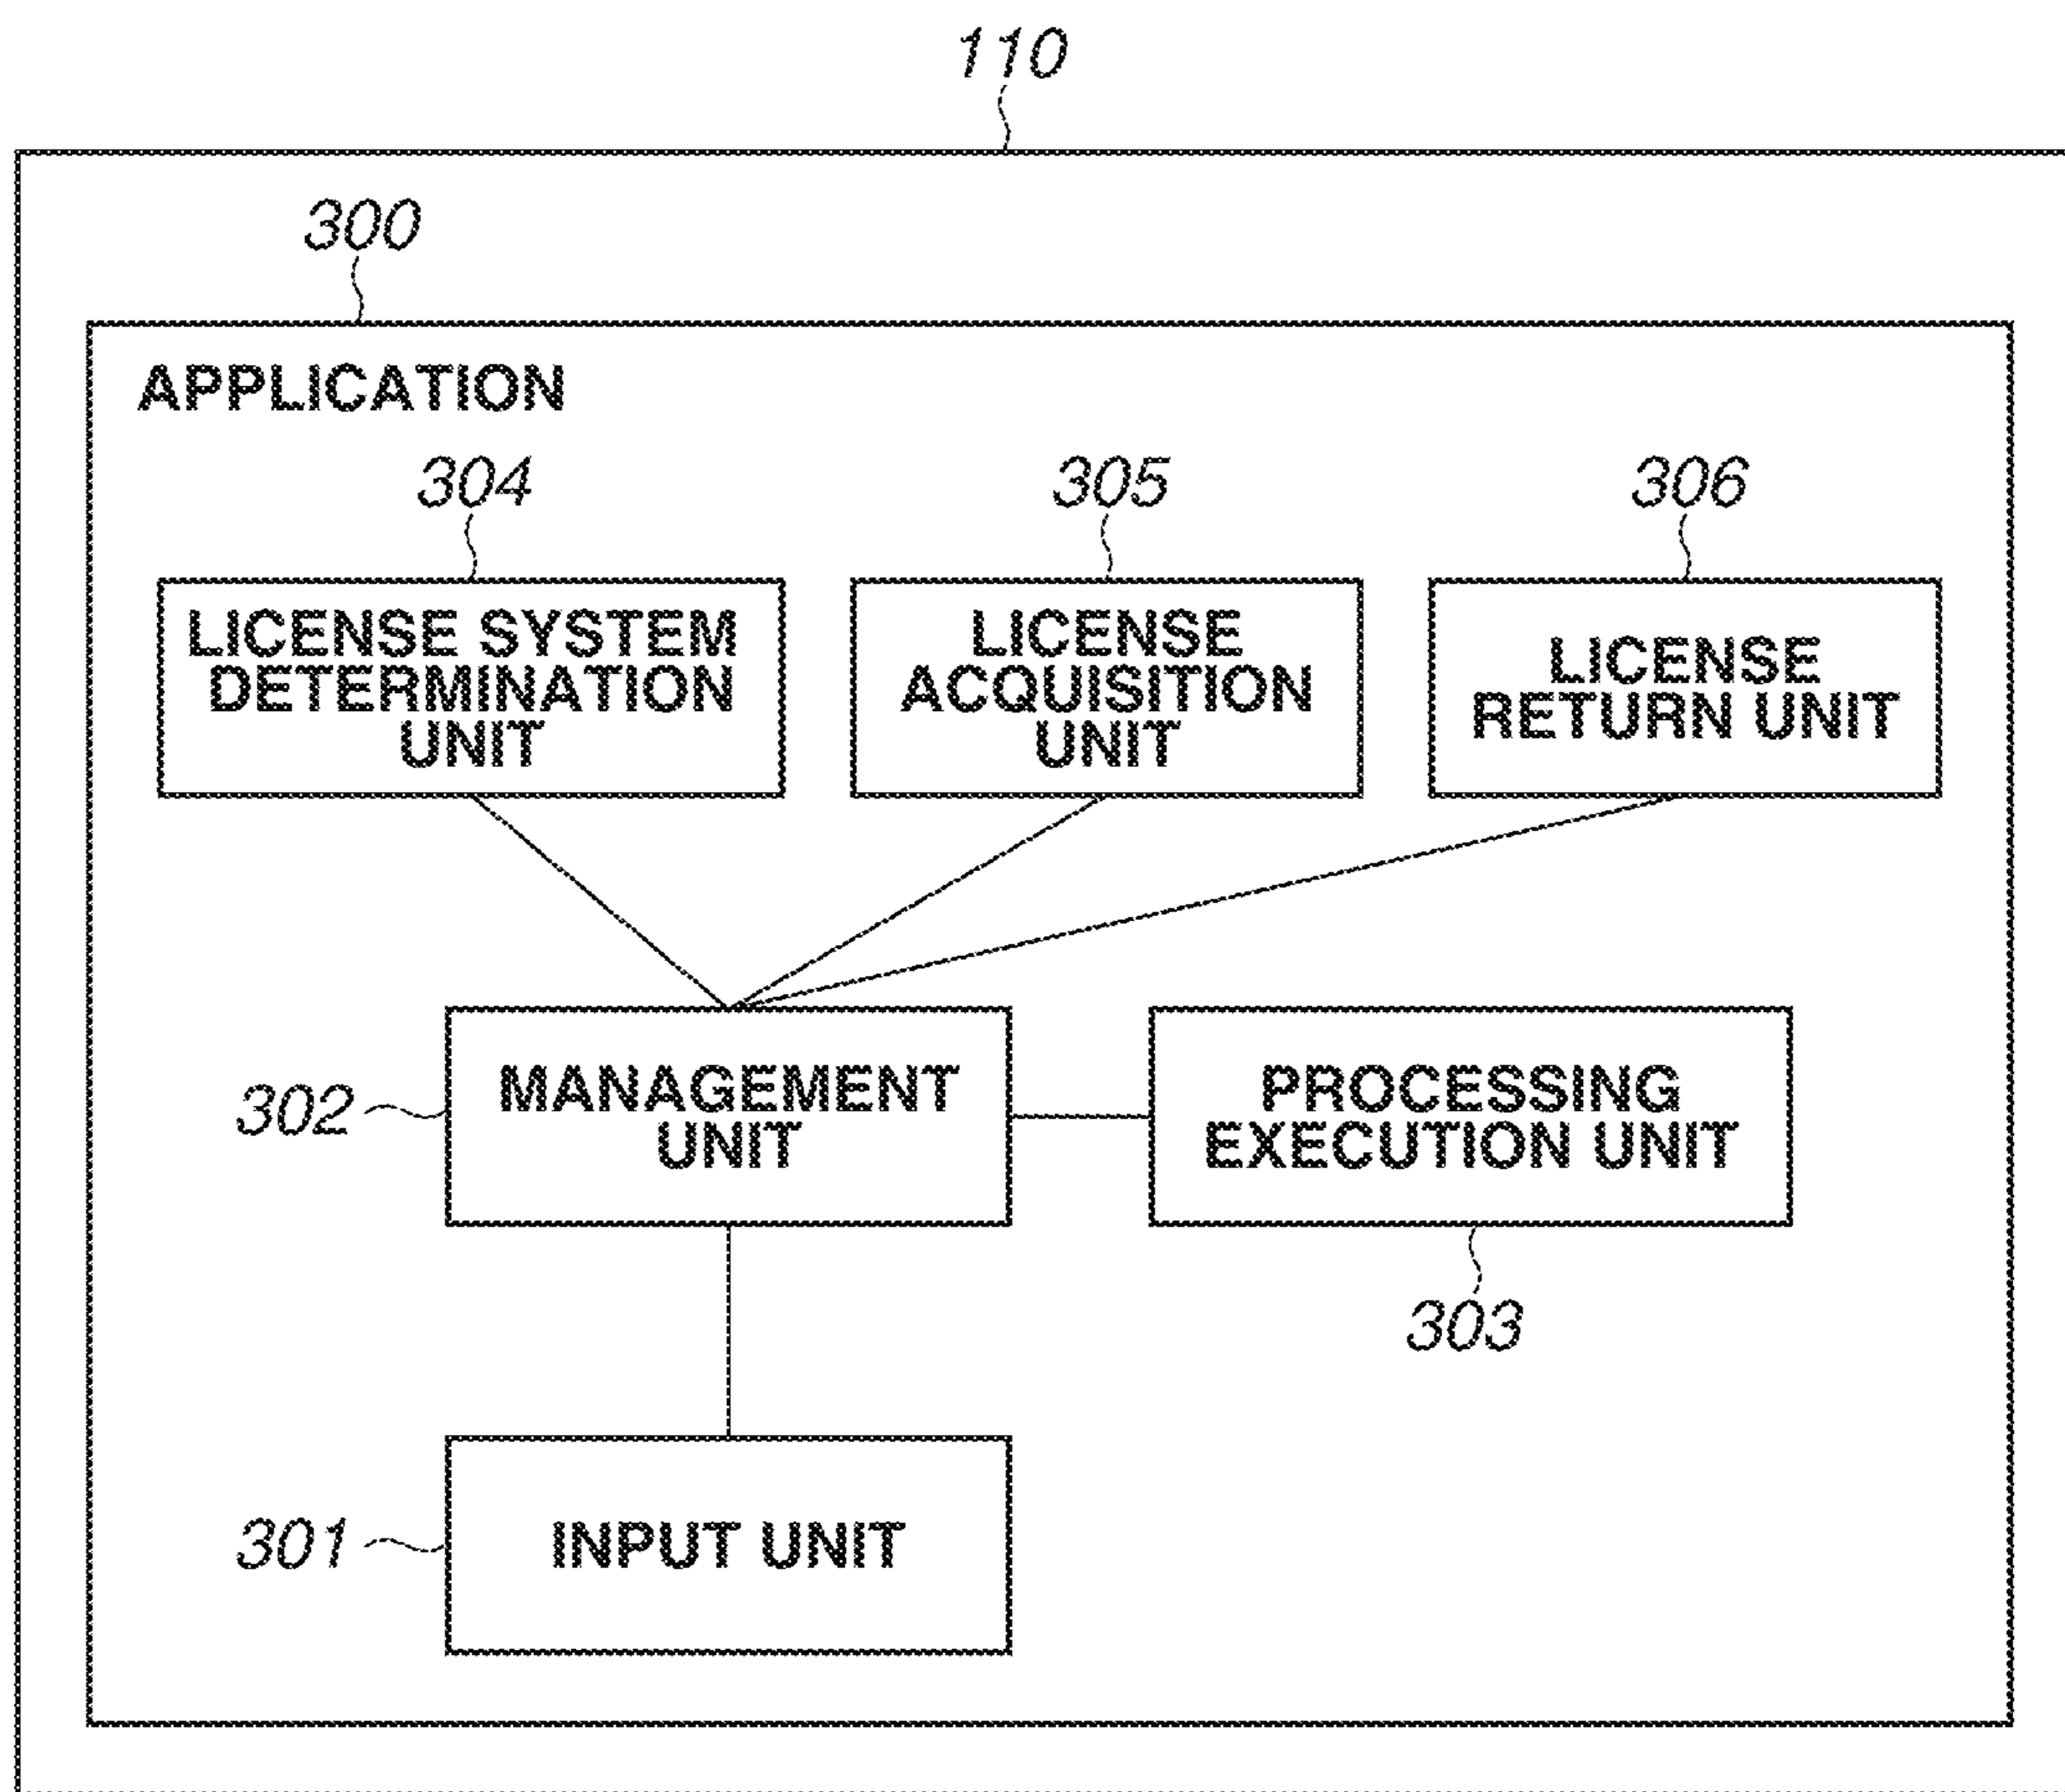 110
300
APPLICATION
304
305
306
LICENSE SYSTEM
DETERMINATION
UNIT
LICENSE
ACQUISITION
UNIT
LICENSE
RETURN UNIT
302
MANAGEMENT
UNIT
PROCESSING
EXECUTION UNIT
303
301
INPUT UNIT